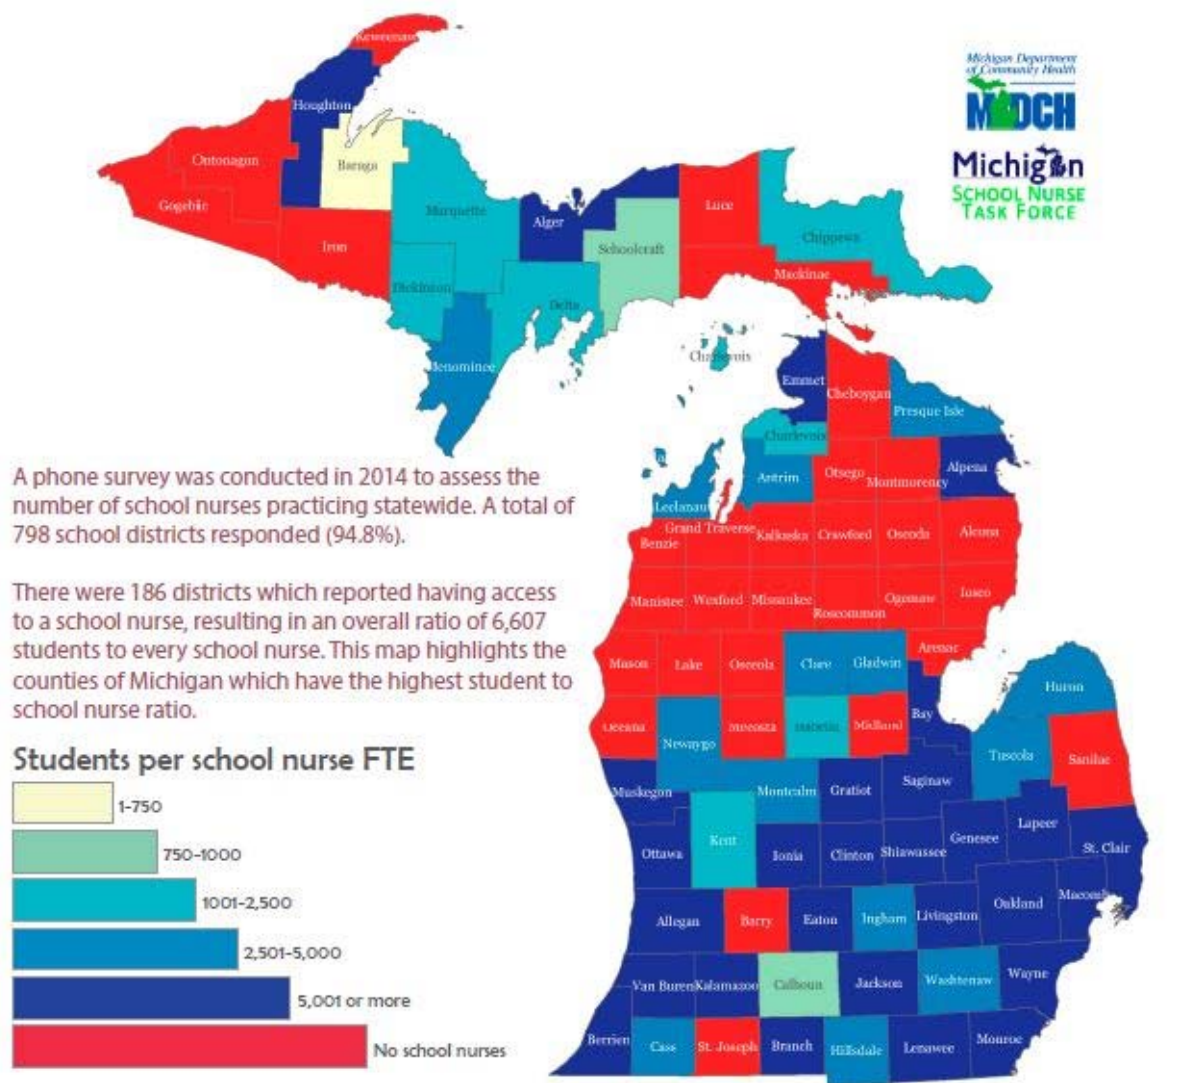 Keweenaw
Michigan Department
of Community Health
MDCH
Houghton
Michigan
SCHOOL NURSE
TASK FORCE
Ontonagon
Baraga
Gogebic
Marquette
Alger
Luce
Iron
Schoolcraft
Chippewa
Mackinac
Dickinson
Delta
Charlevoix
Menominee
Emmet
Cheboygan
Presque Isle
Charlevoix
A phone survey was conducted in 2014 to assess the
number of school nurses practicing statewide. A total of
798 school districts responded (94.8%).
Antrim
Otsego
Montmorency
Alpena
Leelanau
Grand Traverse
Benzie
Kalkaska
Crawford
Oscoda
Alcona
There were 186 districts which reported having access
to a school nurse, resulting in an overall ratio of 6,607
students to every school nurse. This map highlights the
counties of Michigan which have the highest student to
school nurse ratio.
Manistee
Wexford
Missaukee
Roscommon
Ogemaw
Iosco
Arenac
Mason
Lake
Osceola
Clare
Gladwin
Huron
Oceana
Newaygo
Mecosta
Isabella
Midland
Bay
Tuscola
Sanilac
Students per school nurse FTE
1-750
750-1000
1001-2,500
2,501-5,000
5,001 or more
No school nurses
Muskegon
Montcalm
Gratiot
Saginaw
Ottawa
Kent
Ionia
Clinton
Shiawassee
Genesee
Lapeer
St. Clair
Allegan
Barry
Eaton
Ingham
Livingston
Oakland
Macomb
Van Buren
Kalamazoo
Calhoun
Jackson
Washtenaw
Wayne
Berrien
Cass
St. Joseph
Branch
Hillsdale
Lenawee
Monroe